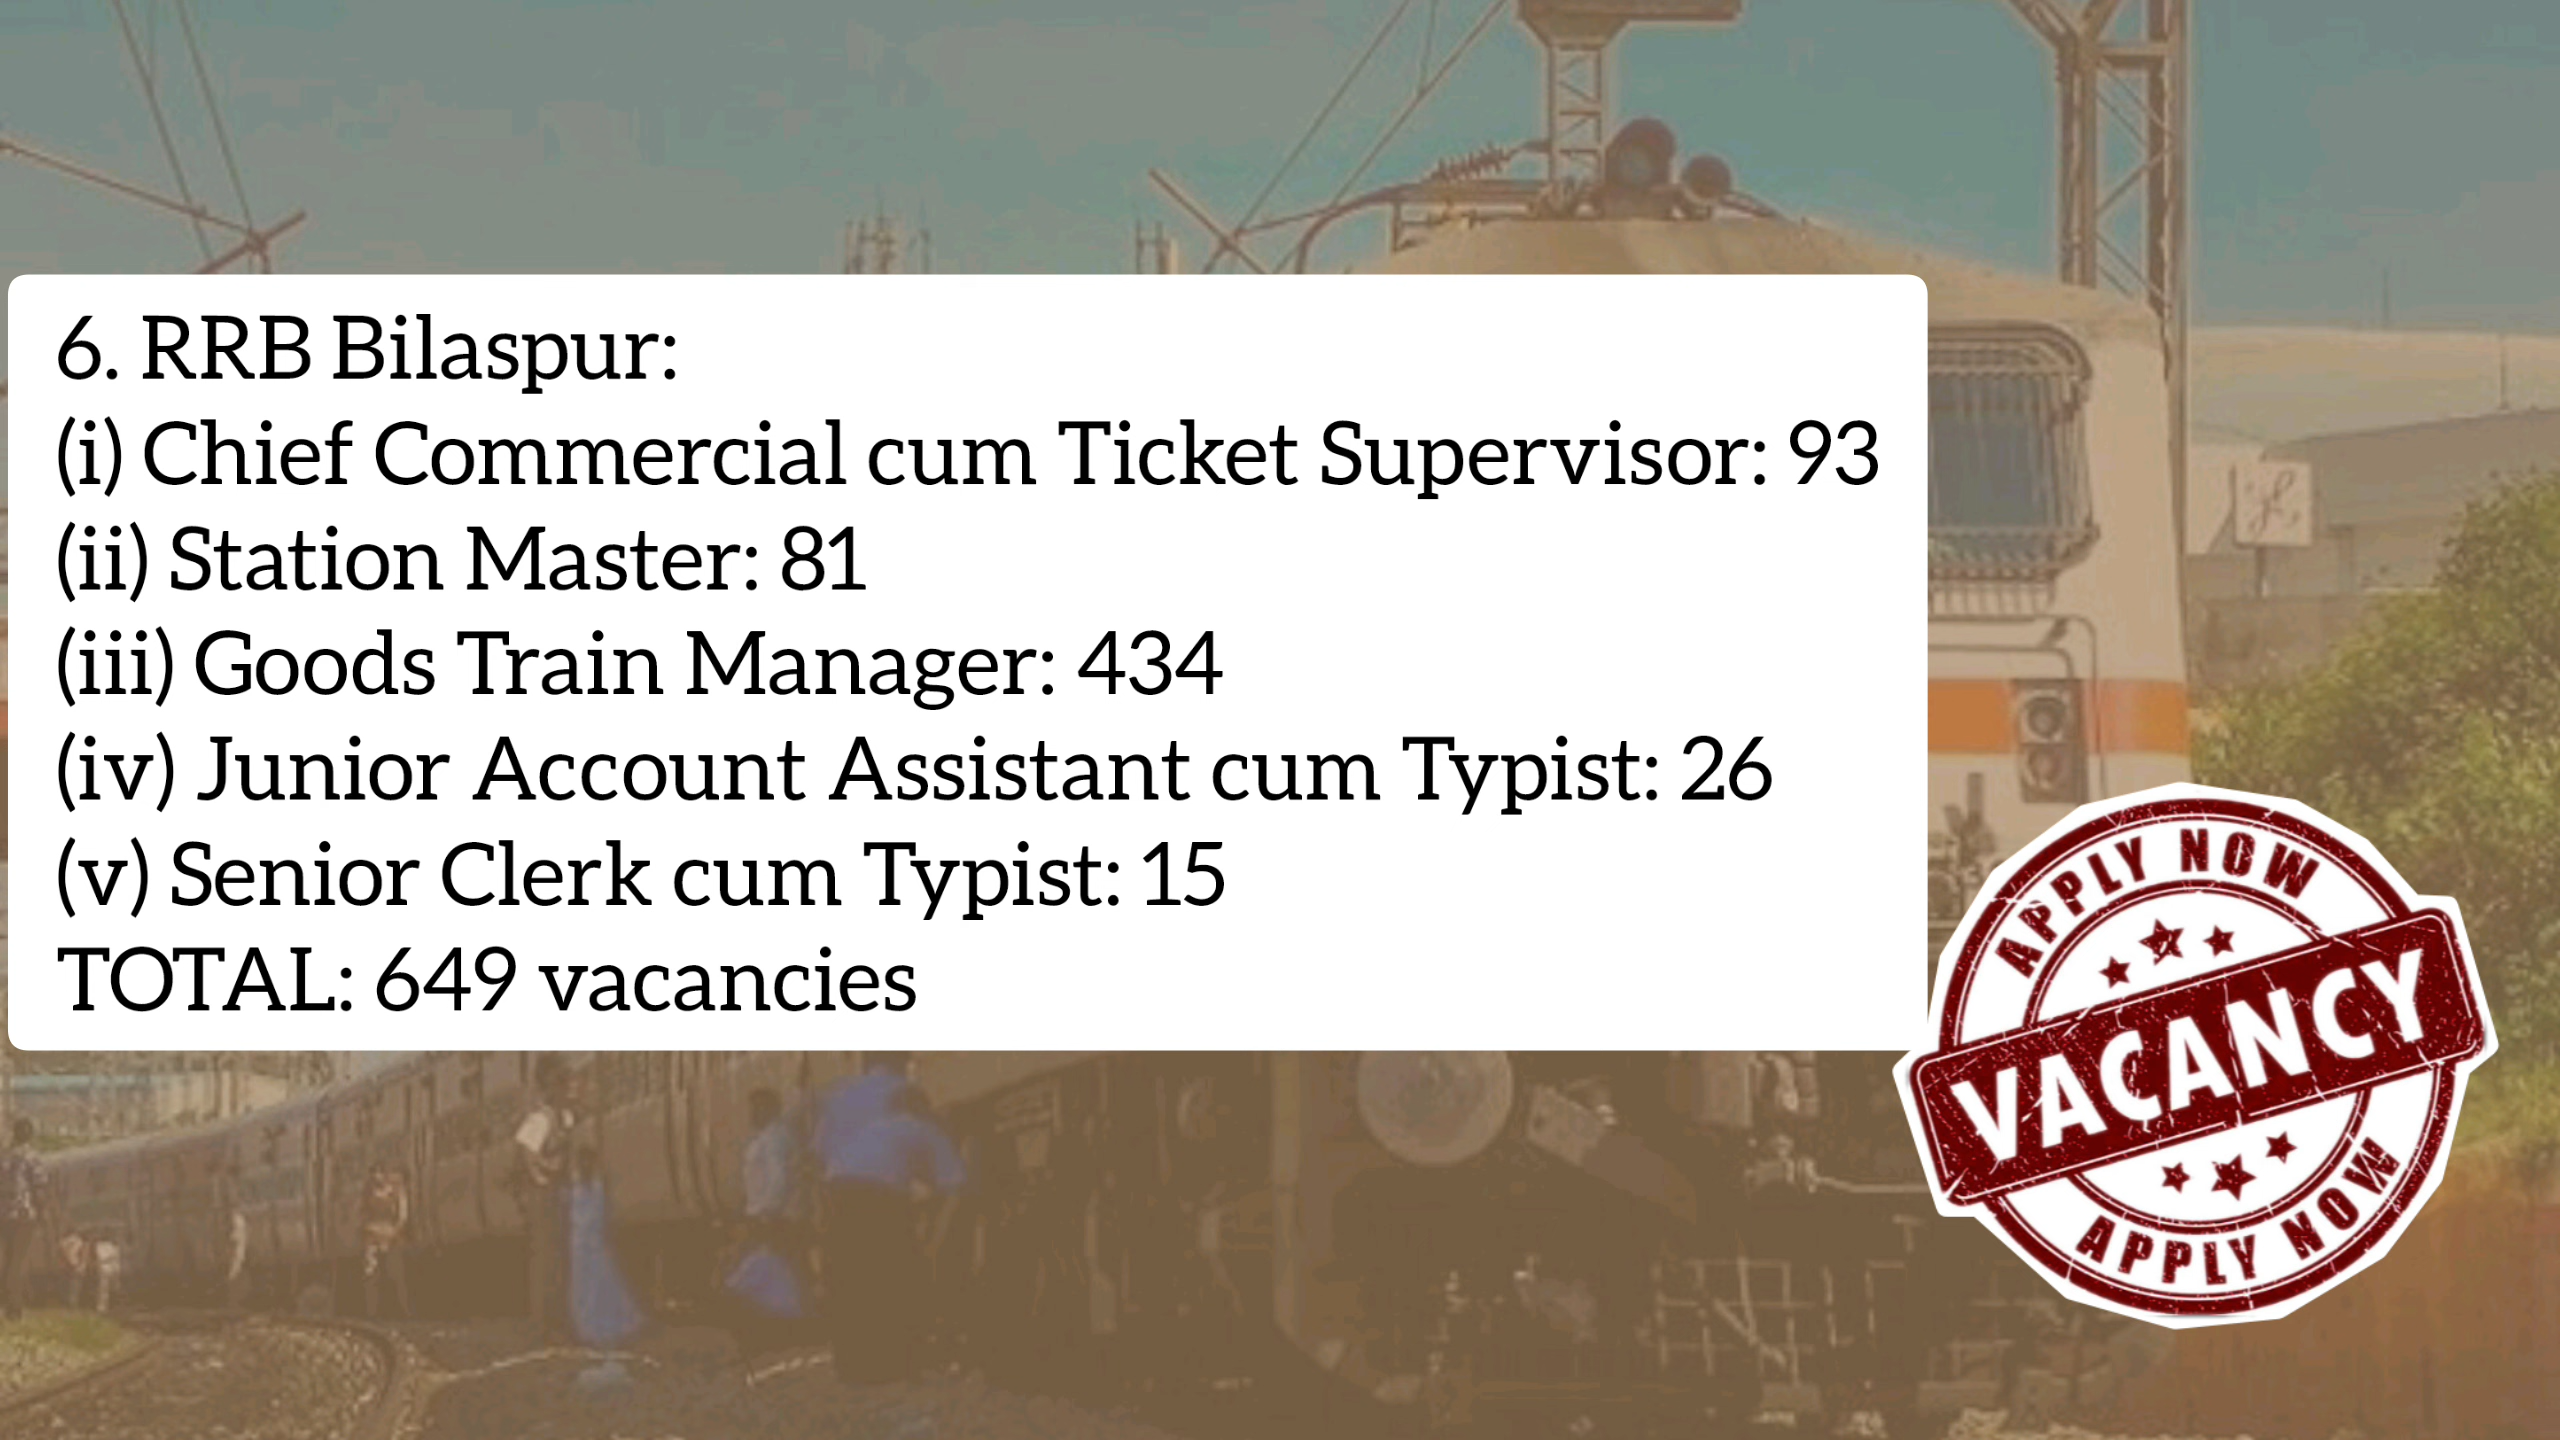 6. RRB Bilaspur:
(i) Chief Commercial cum Ticket Supervisor: 93
(ii) Station Master: 81
(iii) Goods Train Manager: 434
(iv) Junior Account Assistant cum Typist: 26
(v) Senior Clerk cum Typist: 15
TOTAL: 649 vacancies
APPLY NOW
VACANCY
APPLY NOW